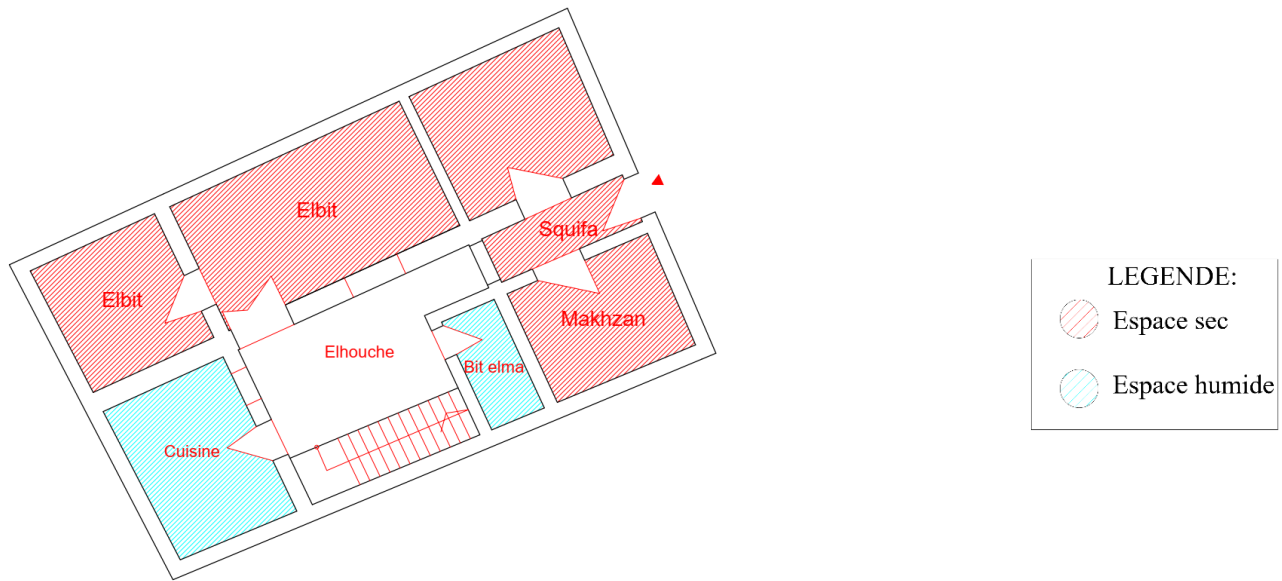 Elbit
Squifa
Elbit
Makhzan
Elhouche
Bit elma
Cuisine
LEGENDE:
Espace sec
Espace humide